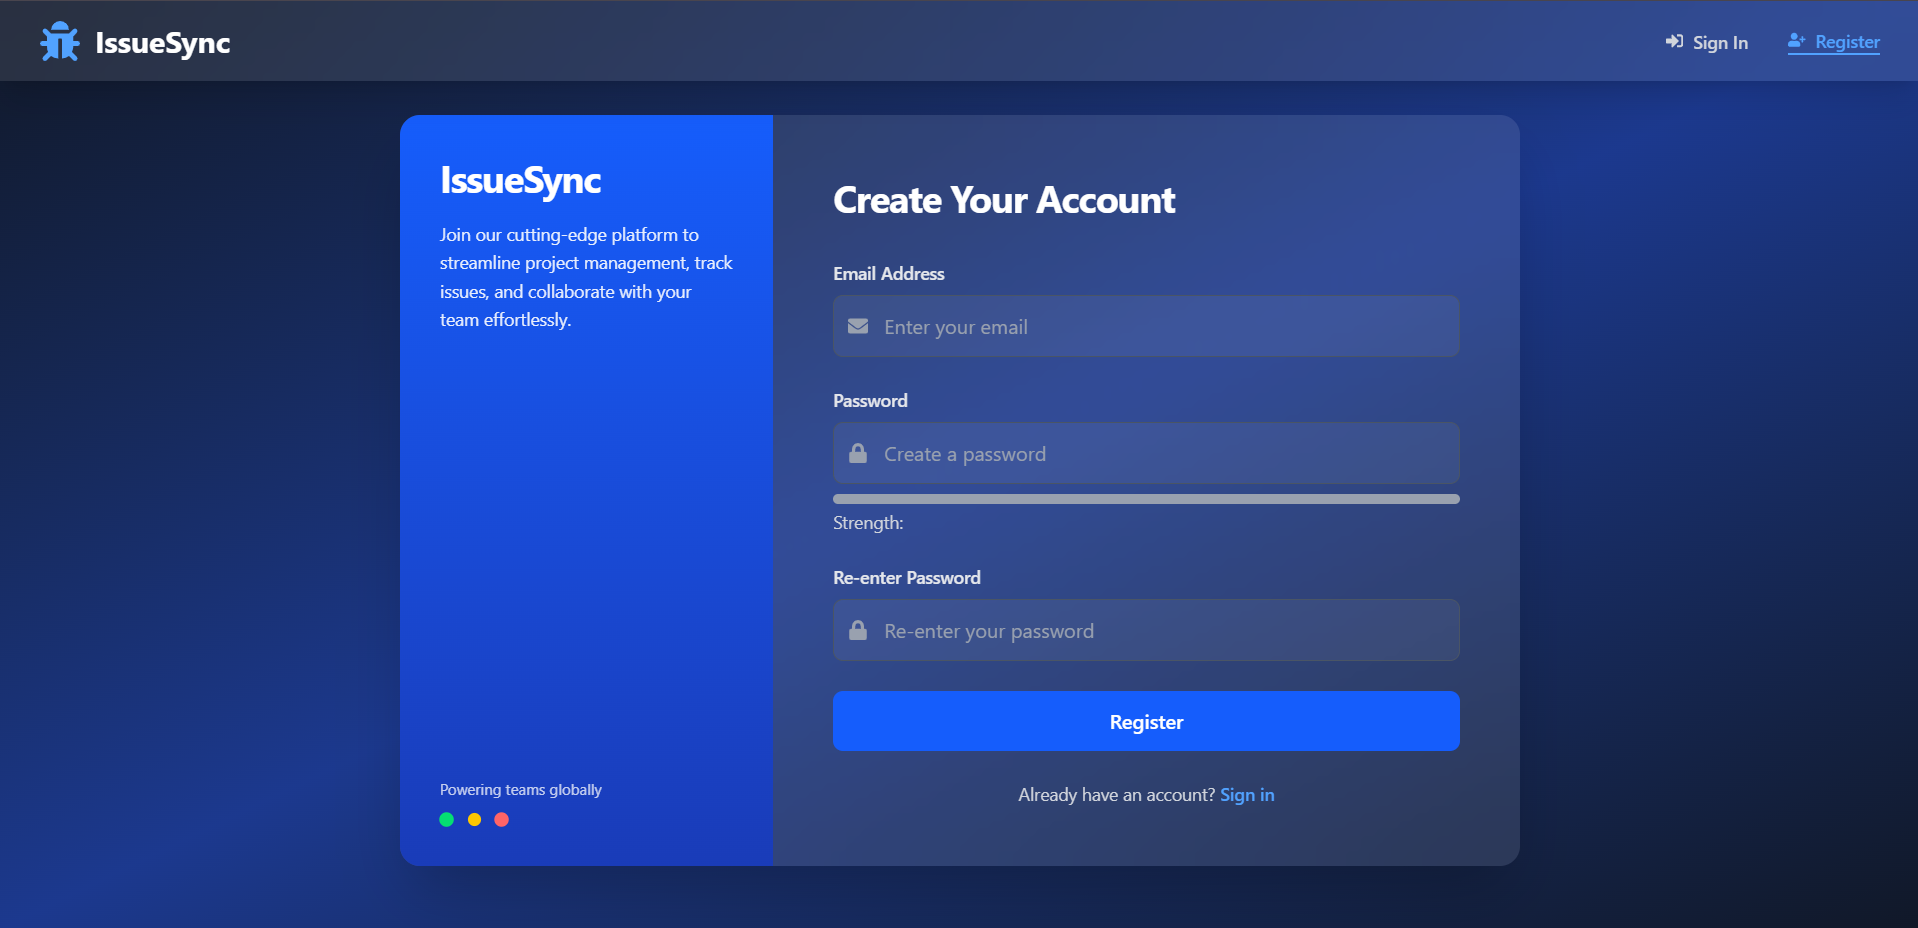 IssueSync
Sign In
Register
IssueSync
Join our cutting-edge platform to
streamline project management, track
issues, and collaborate with your
team effortlessly.
Powering teams globally
Create Your Account
Email Address
Enter your email
Password
Create a password
Strength:
Re-enter Password
Re-enter your password
Register
Already have an account? Sign in